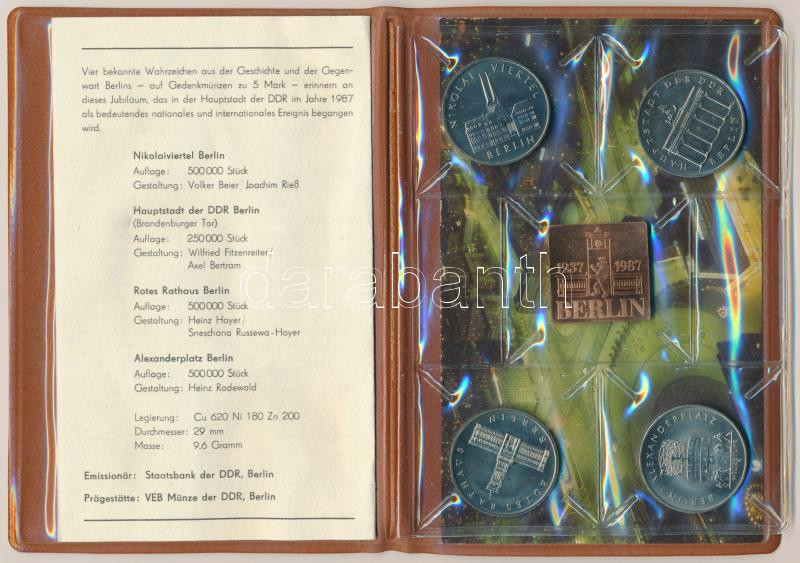 Vier bekannte Wahrzeichen aus der Geschichte und der Gegen-
wart Berlins — auf Gedenkmünzen zu 5 Mark — erinnern an
dieses Jubiläum, das in der Hauptstadt der DDR im Jahre 1987
als bedeutendes nationales und internationales Ereignis begangen
wird.
Nikolaiviertel Berlin
Auflage: 500 000 Stück
Gestaltung: Volker Beier/Joachim Rieß
Hauptstadt der DDR Berlin
(Brandenburger Tor)
Auflage: 250 000 Stück
Gestaltung: Wilfried Fitzenreiter/
Axel Bertram
Rotes Rathaus Berlin
Auflage: 500 000 Stück
Gestaltung: Heinz Hoyer/
Sneschana Russewa-Hoyer
Alexanderplatz Berlin
Auflage: 500 000 Stück
Gestaltung: Heinz Rodewald
Legierung: Cu 620 Ni 180 Zn 200
Durchmesser: 29 mm
Masse: 9,6 Gramm
Emissionär: Staatsbank der DDR, Berlin
Prägestätte: VEB Münze der DDR, Berlin
NIKOLAI VIERTEL
BERLIN
HAUPTSTADT DER DDR
BERLIN
1237 1987
BERLIN
ROTES RATHAUS
BERLIN
ALEXANDERPLATZ
BERLIN
darabanth